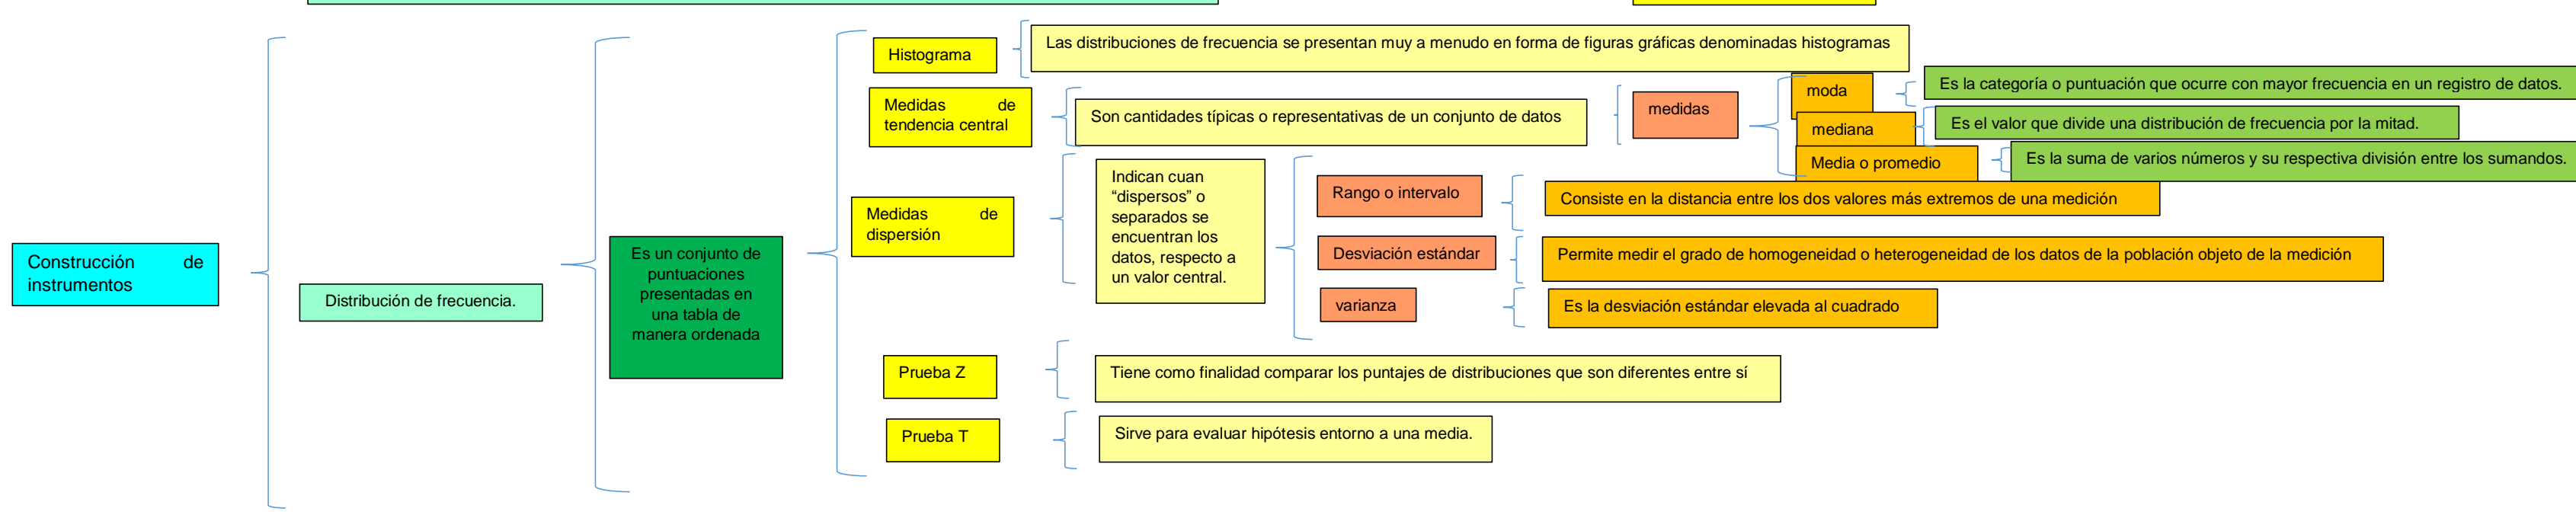 Construcción de
instrumentos
Distribución de frecuencia.
Es un conjunto de
puntuaciones
presentadas en
una tabla de
manera ordenada
Histograma
Las distribuciones de frecuencia se presentan muy a menudo en forma de figuras gráficas denominadas histogramas
Medidas de
tendencia central
Son cantidades típicas o representativas de un conjunto de datos
medidas
moda
Es la categoría o puntuación que ocurre con mayor frecuencia en un registro de datos.
mediana
Es el valor que divide una distribución de frecuencia por la mitad.
Media o promedio
Es la suma de varios números y su respectiva división entre los sumandos.
Medidas de
dispersión
Indican cuan
“dispersos” o
separados se
encuentran los
datos, respecto a
un valor central.
Rango o intervalo
Consiste en la distancia entre los dos valores más extremos de una medición
Desviación estándar
Permite medir el grado de homogeneidad o heterogeneidad de los datos de la población objeto de la medición
varianza
Es la desviación estándar elevada al cuadrado
Prueba Z
Tiene como finalidad comparar los puntajes de distribuciones que son diferentes entre sí
Prueba T
Sirve para evaluar hipótesis entorno a una media.